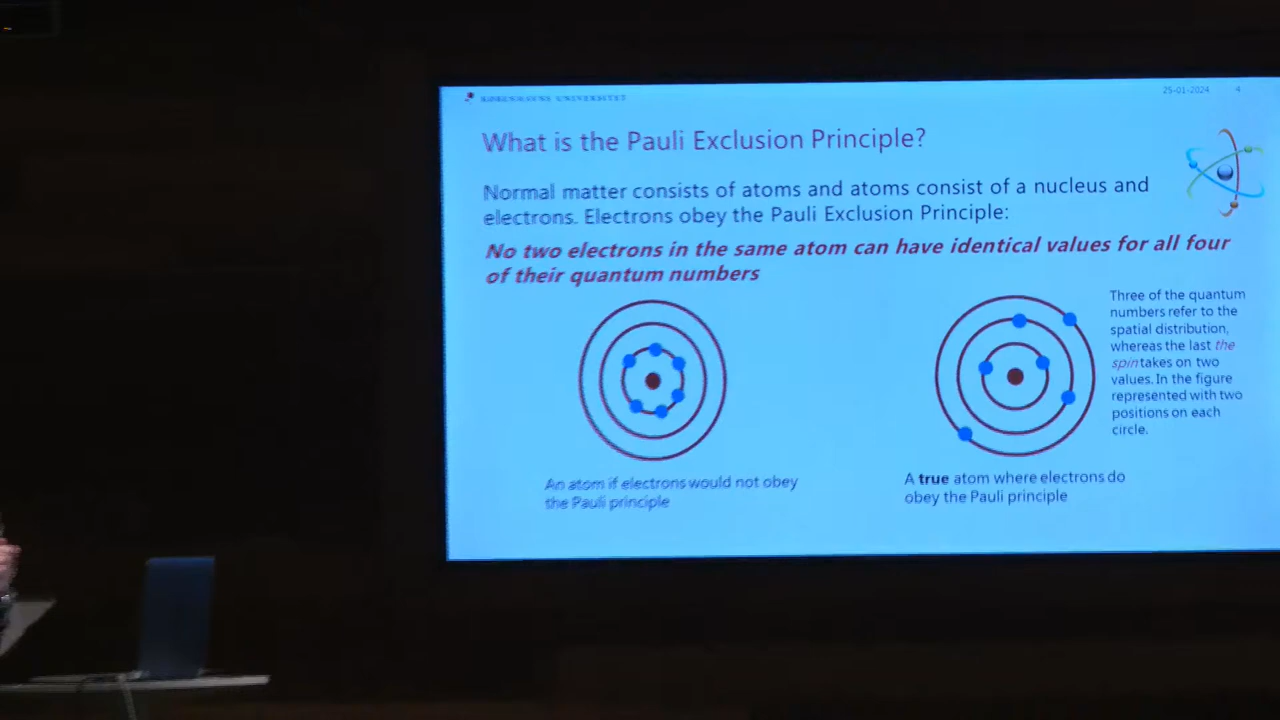 KØBENHAVNS UNIVERSITET
25-01-2024 4
What is the Pauli Exclusion Principle?
Normal matter consists of atoms and atoms consist of a nucleus and
electrons. Electrons obey the Pauli Exclusion Principle:
No two electrons in the same atom can have identical values for all four
of their quantum numbers
Three of the quantum
numbers refer to the
spatial distribution,
whereas the last the
spin takes on two
values. In the figure
represented with two
positions on each
circle.
An atom if electrons would not obey
the Pauli principle
A true atom where electrons do
obey the Pauli principle